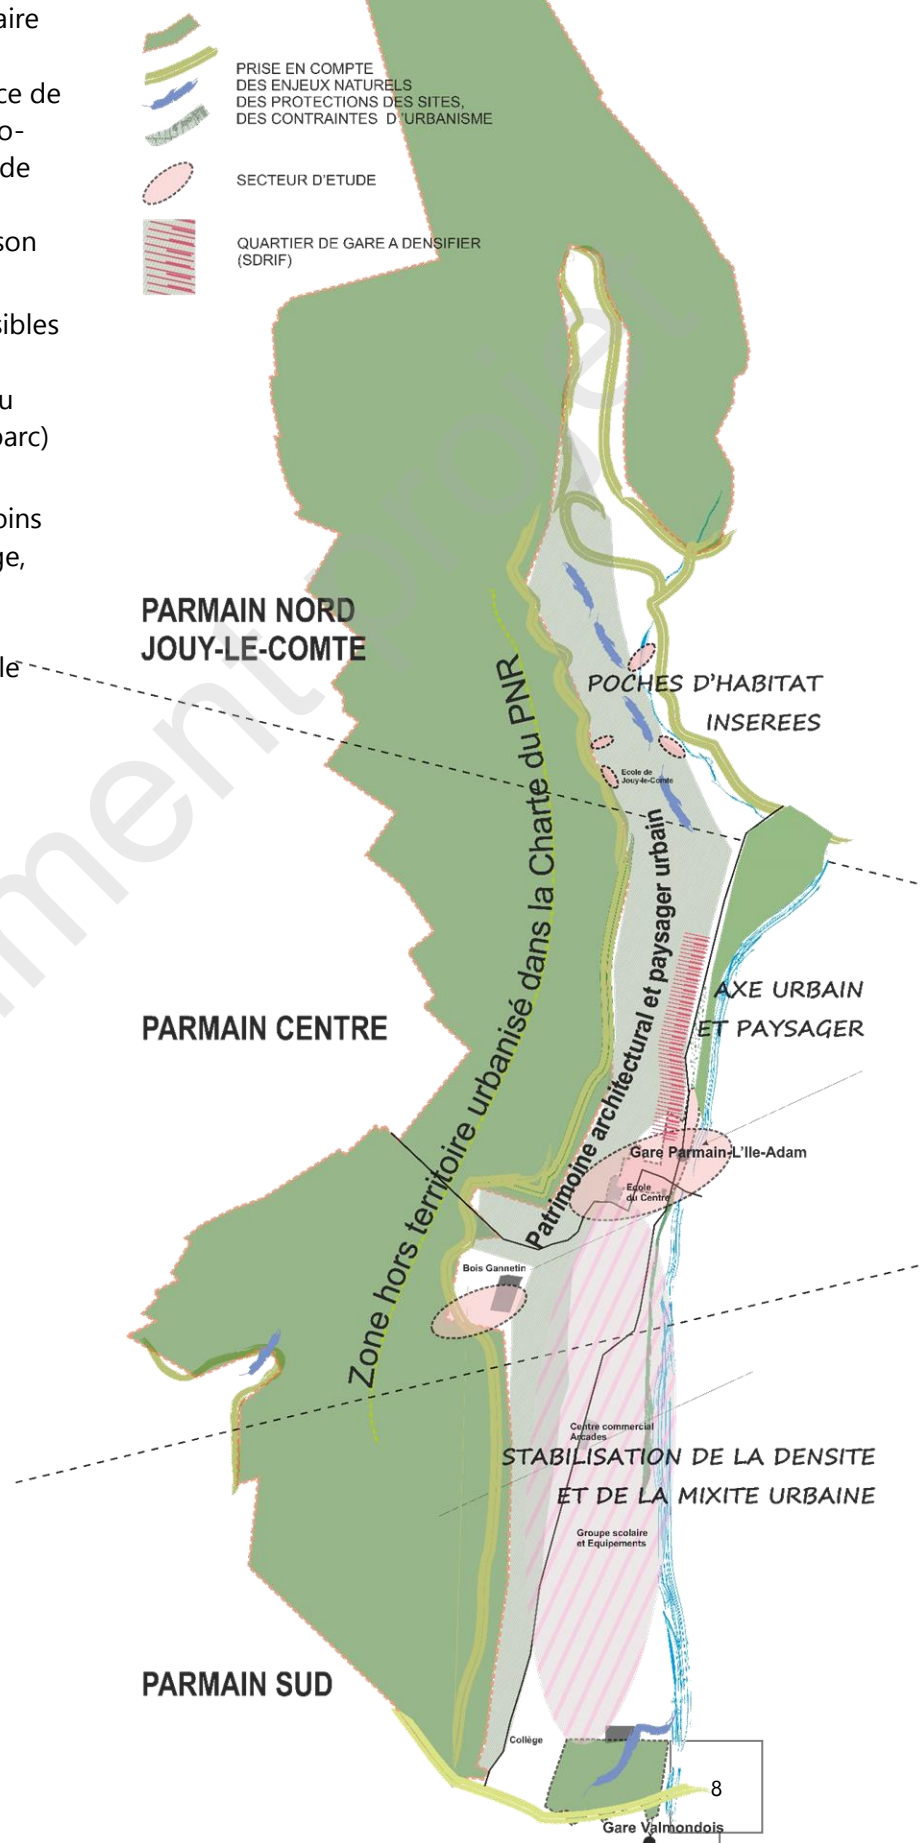 aire
ce de
o-
de
son
sibles
u
parc)
oins
ge,
le
PRISE EN COMPTE
DES ENJEUX NATURELS
DES PROTECTIONS DES SITES,
DES CONTRAINTES D'URBANISME
SECTEUR D'ETUDE
QUARTIER DE GARE A DENSIFIER
(SDRIF)
ment projet
PARMAIN NORD
JOUY-LE-COMTE
POCHES D'HABITAT
INSEREES
Ecole de
Jouy-le-Comte
Zone hors territoire urbanisé dans la Charte du PNR
Patrimoine architectural et paysager urbain
AXE URBAIN
ET PAYSAGER
PARMAIN CENTRE
Gare Parmain-L'Ile-Adam
Ecole
du Centre
Bois Gannetin
Centre commercial
Arcades
STABILISATION DE LA DENSITE
ET DE LA MIXITE URBAINE
Groupe scolaire
et Equipements
PARMAIN SUD
Collège
8
Gare Valmondois